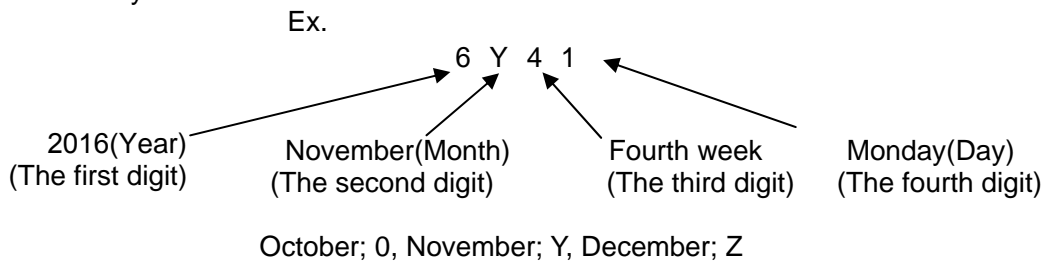 Ex.
6 Y 4 1
2016(Year) November(Month) Fourth week Monday(Day)
(The first digit) (The second digit) (The third digit) (The fourth digit)
October; 0, November; Y, December; Z